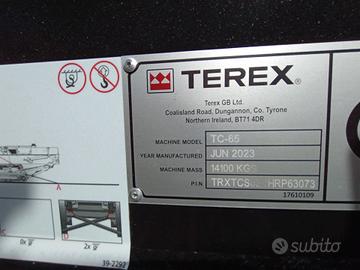 TEREX®
Terex GB Ltd.
Coalisland Road, Dungannon, Co. Tyrone
Northern Ireland, BT71 4DR
MACHINE MODEL TC-65
YEAR MANUFACTURED JUN 2023
MACHINE MASS 14100 KGS
P.I.N TRXTCS HRP63073
17610109
A
C
D
0x
2x
subito